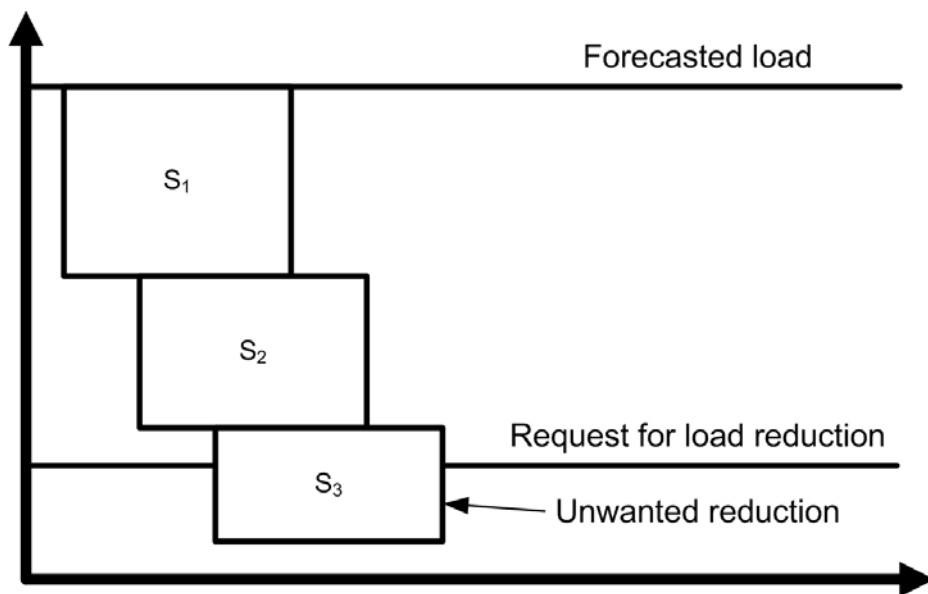 Forecasted load
S₁
S₂
Request for load reduction
S₃
Unwanted reduction